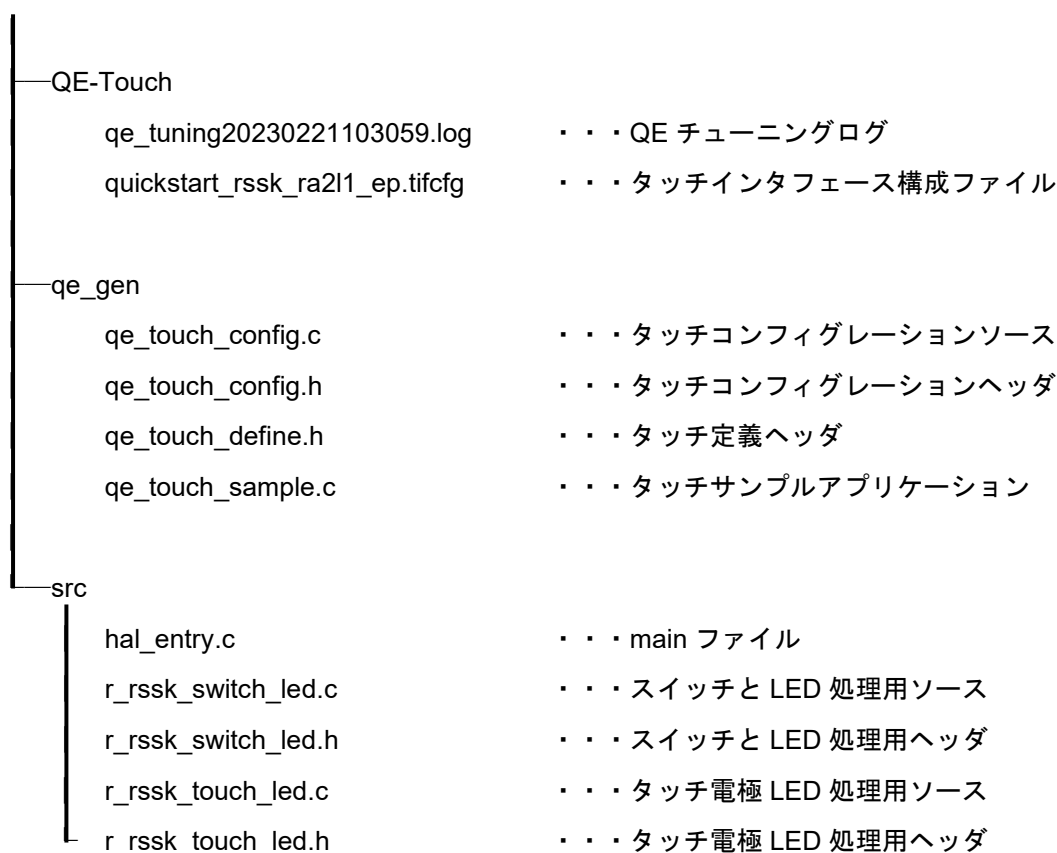 QE-Touch
qe_tuning20230221103059.log ・・・QE チューニングログ
quickstart_rssk_ra2l1_ep.tifcfg ・・・タッチインタフェース構成ファイル
qe_gen
qe_touch_config.c ・・・タッチコンフィグレーションソース
qe_touch_config.h ・・・タッチコンフィグレーションヘッダ
qe_touch_define.h ・・・タッチ定義ヘッダ
qe_touch_sample.c ・・・タッチサンプルアプリケーション
src
hal_entry.c ・・・main ファイル
r_rssk_switch_led.c ・・・スイッチと LED 処理用ソース
r_rssk_switch_led.h ・・・スイッチと LED 処理用ヘッダ
r_rssk_touch_led.c ・・・タッチ電極 LED 処理用ソース
r_rssk_touch_led.h ・・・タッチ電極 LED 処理用ヘッダ